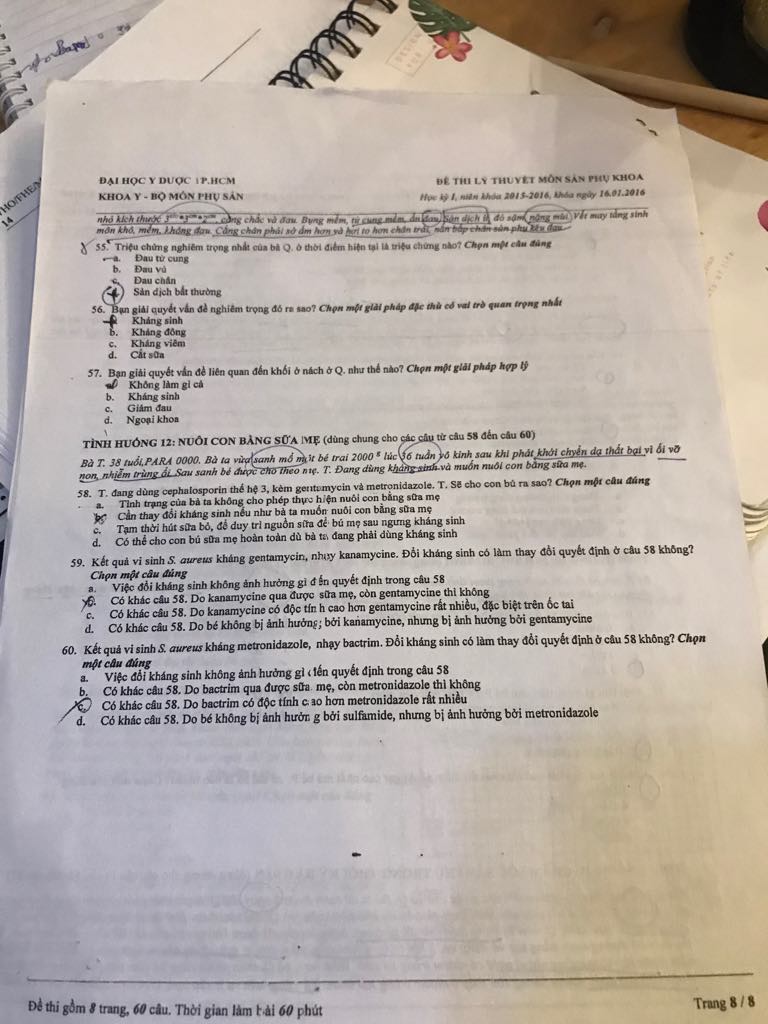 DESIGN
VHO/FHE/N
14
ĐẠI HỌC Y DƯỢC TP.HCM
KHOA Y - BỘ MÔN PHỤ SẢN
ĐỀ THI LÝ THUYẾT MÔN SẢN PHỤ KHOA
Học kỳ I, niên khóa 2015-2016, khóa ngày 16.01.2016
nhỏ kích thước căng chắc và đau. Bụng mềm, tử cung mềm, ấn đau, sản dịch ít, đỏ sậm, nặng mùi. Vết may tầng sinh
môn khô, mềm, không đau. Cẳng chân phải sờ ấm hơn và hơi to hơn chân trái, nắn bắp chân sản phụ kêu đau.
55. Triệu chứng nghiêm trọng nhất của bà Q. ở thời điểm hiện tại là triệu chứng nào? Chọn một câu đúng
a. Đau tử cung
b. Đau vú
c. Đau chân
Sản dịch bất thường
56. Bạn giải quyết vấn đề nghiêm trọng đó ra sao? Chọn một giải pháp đặc thù có vai trò quan trọng nhất
Kháng sinh
b. Kháng đông
c. Kháng viêm
d. Cắt sữa
57. Bạn giải quyết vấn đề liên quan đến khối ở nách ở Q. như thế nào? Chọn một giải pháp hợp lý
Không làm gì cả
b. Kháng sinh
c. Giảm đau
d. Ngoại khoa
TÌNH HUỐNG 12: NUÔI CON BẰNG SỮA MẸ (dùng chung cho các câu từ câu 58 đến câu 60)
Bà T. 38 tuổi, PARA 0000. Bà ta vừa sanh mổ một bé trai 2000 g lúc 36 tuần vô kinh sau khi phát khởi chyển dạ thất bại vì ối vỡ
non, nhiễm trùng ối. Sau sanh bé được cho theo mẹ. T. Đang dùng kháng sinh và muốn nuôi con bằng sữa mẹ.
58. T. đang dùng cephalosporin thế hệ 3, kèm gentamycin và metronidazole. T. Sẽ cho con bú ra sao? Chọn một câu đúng
a. Tình trạng của bà ta không cho phép thực hiện nuôi con bằng sữa mẹ
Cần thay đổi kháng sinh nếu như bà ta muốn nuôi con bằng sữa mẹ
c. Tạm thời hút sữa bỏ, để duy trì nguồn sữa để bú mẹ sau ngưng kháng sinh
d. Có thể cho con bú sữa mẹ hoàn toàn dù bà ta đang phải dùng kháng sinh
59. Kết quả vi sinh S. aureus kháng gentamycin, nhạy kanamycine. Đổi kháng sinh có làm thay đổi quyết định ở câu 58 không?
Chọn một câu đúng
a. Việc đổi kháng sinh không ảnh hưởng gì đến quyết định trong câu 58
Có khác câu 58. Do kanamycine qua được sữa mẹ, còn gentamycine thì không
c. Có khác câu 58. Do kanamycine có độc tính cao hơn gentamycine rất nhiều, đặc biệt trên ốc tai
d. Có khác câu 58. Do bé không bị ảnh hưởng bởi kanamycine, nhưng bị ảnh hưởng bởi gentamycine
60. Kết quả vi sinh S. aureus kháng metronidazole, nhạy bactrim. Đổi kháng sinh có làm thay đổi quyết định ở câu 58 không? Chọn
một câu đúng
a. Việc đổi kháng sinh không ảnh hưởng gì đến quyết định trong câu 58
b. Có khác câu 58. Do bactrim qua được sữa mẹ, còn metronidazole thì không
c. Có khác câu 58. Do bactrim có độc tính cao hơn metronidazole rất nhiều
d. Có khác câu 58. Do bé không bị ảnh hưởng bởi sulfamide, nhưng bị ảnh hưởng bởi metronidazole
Đề thi gồm 8 trang, 60 câu. Thời gian làm bài 60 phút
Trang 8 / 8